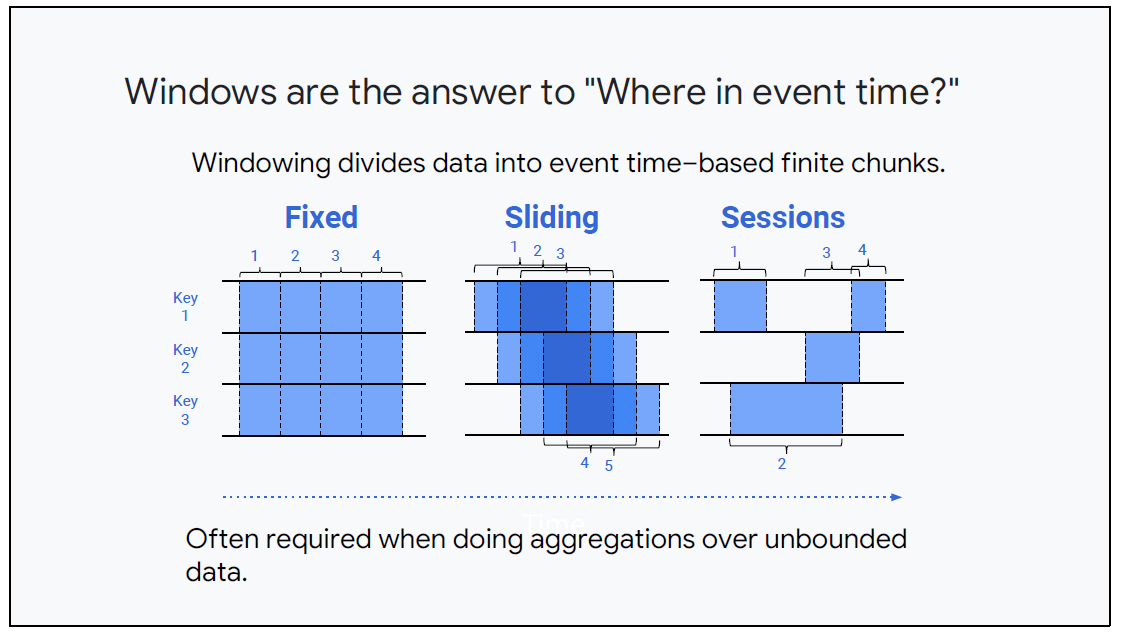 Windows are the answer to "Where in event time?"
Windowing divides data into event time–based finite chunks.
Fixed
Sliding
Sessions
1 2 3 4
1 2 3
1 3 4
Key
1
Key
2
Key
3
4 5
2
Time
Often required when doing aggregations over unbounded
data.